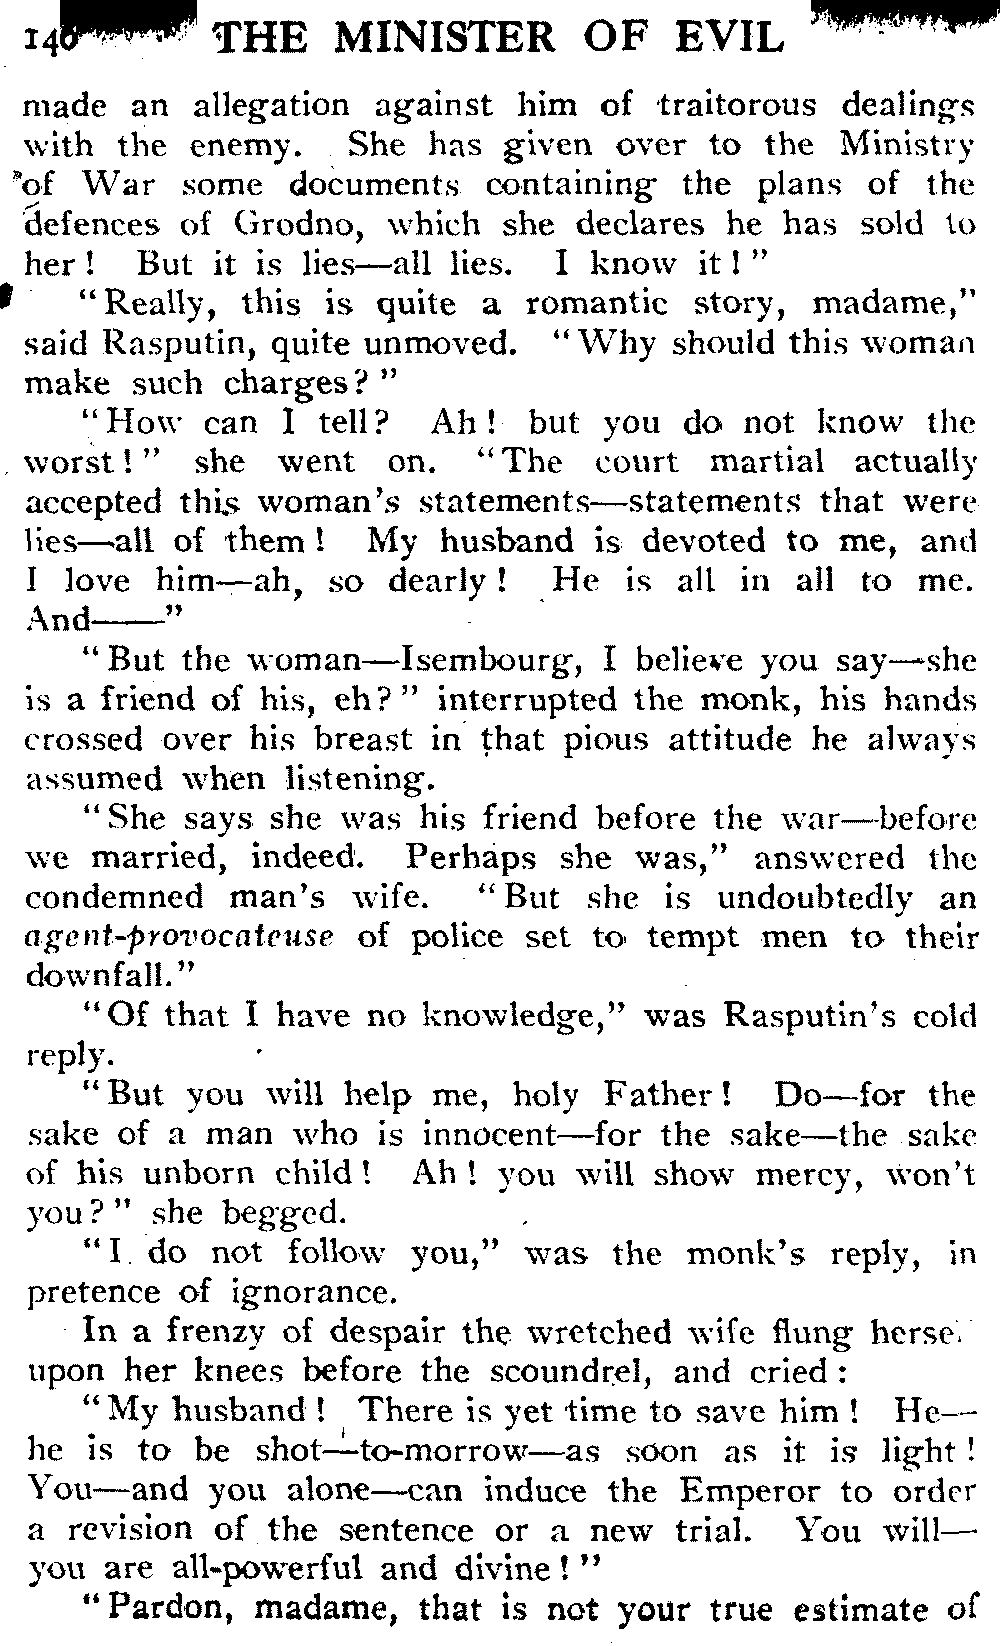 140 THE MINISTER OF EVIL
made an allegation against him of traitorous dealings
with the enemy. She has given over to the Ministry
of War some documents containing the plans of the
defences of Grodno, which she declares he has sold to
her! But it is lies—all lies. I know it!"
"Really, this is quite a romantic story, madame,"
said Rasputin, quite unmoved. "Why should this woman
make such charges?"
"How can I tell? Ah! but you do not know the
worst!" she went on. "The court martial actually
accepted this woman's statements—statements that were
lies—all of them! My husband is devoted to me, and
I love him—ah, so dearly! He is all in all to me.
And——"
"But the woman—Isembourg, I believe you say—she
is a friend of his, eh?" interrupted the monk, his hands
crossed over his breast in that pious attitude he always
assumed when listening.
"She says she was his friend before the war—before
we married, indeed. Perhaps she was," answered the
condemned man's wife. "But she is undoubtedly an
agent-provocateuse of police set to tempt men to their
downfall."
"Of that I have no knowledge," was Rasputin's cold
reply.
"But you will help me, holy Father! Do—for the
sake of a man who is innocent—for the sake—the sake
of his unborn child! Ah! you will show mercy, won't
you?" she begged.
"I do not follow you," was the monk's reply, in
pretence of ignorance.
In a frenzy of despair the wretched wife flung herse
upon her knees before the scoundrel, and cried:
"My husband! There is yet time to save him! He—
he is to be shot—to-morrow—as soon as it is light!
You—and you alone—can induce the Emperor to order
a revision of the sentence or a new trial. You will—
you are all-powerful and divine!"
"Pardon, madame, that is not your true estimate of